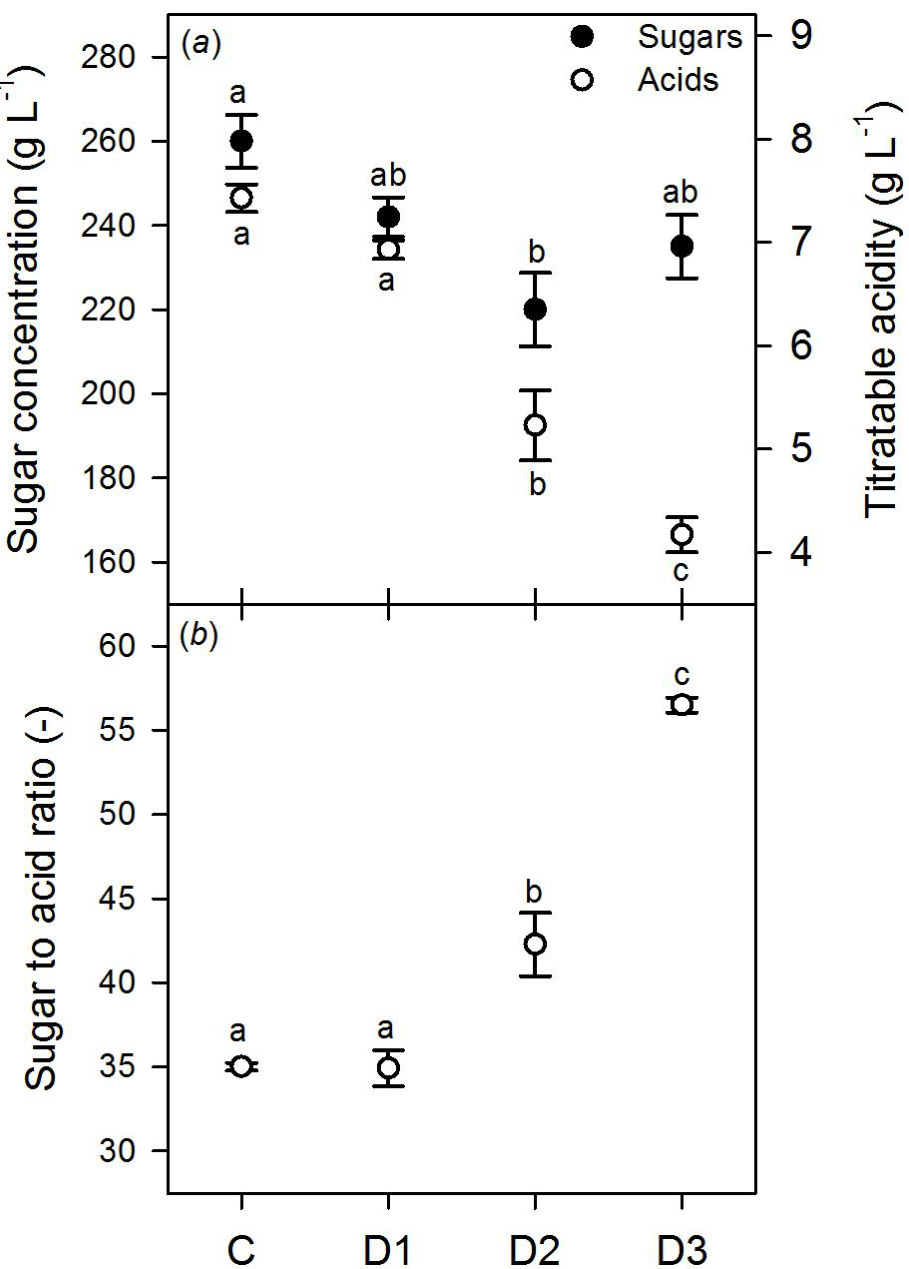 (a)
Sugars
Acids
Sugar concentration (g L⁻¹)
280
260
240
220
200
180
160
Titratable acidity (g L⁻¹)
9
8
7
6
5
4
a
a
ab
a
b
b
ab
c
(b)
Sugar to acid ratio (-)
60
55
50
45
40
35
30
a
a
b
c
C D1 D2 D3